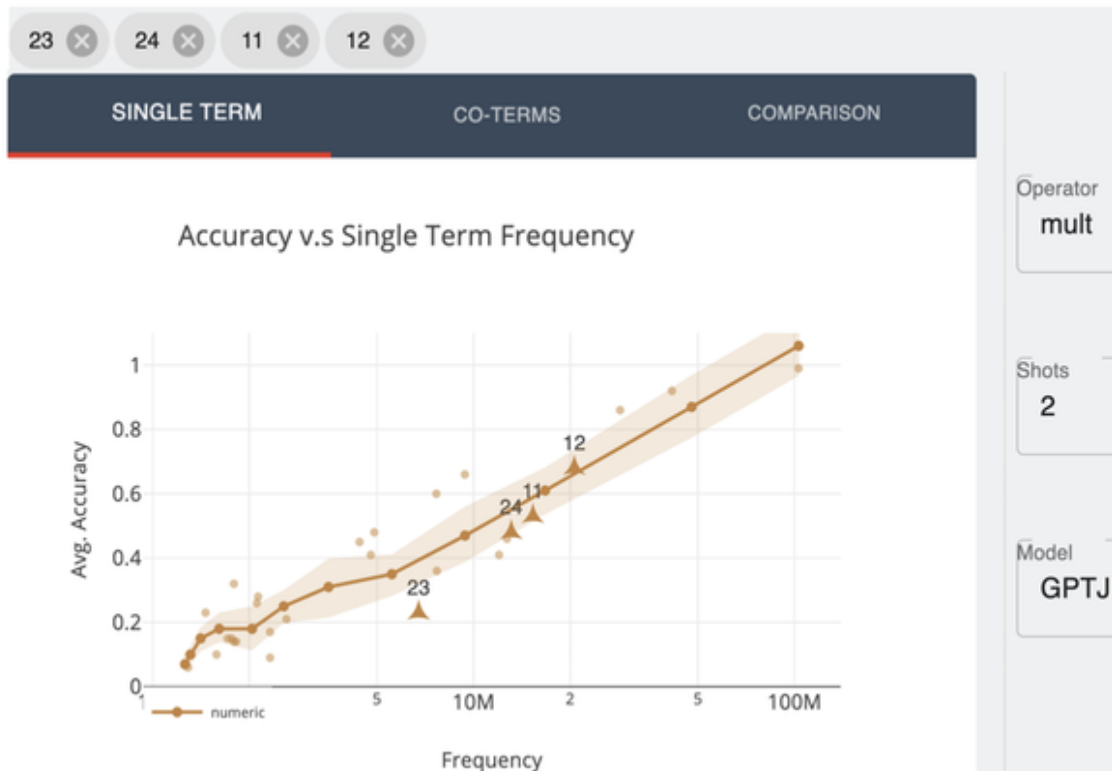 23 24 11 12
SINGLE TERM CO-TERMS COMPARISON
Operator
mult
Accuracy v.s Single Term Frequency
Shots
2
Model
GPTJ
Avg. Accuracy
1
0.8
0.6
0.4
0.2
0
12
11
24
23
1 5 10M 2 5 100M
numeric
Frequency